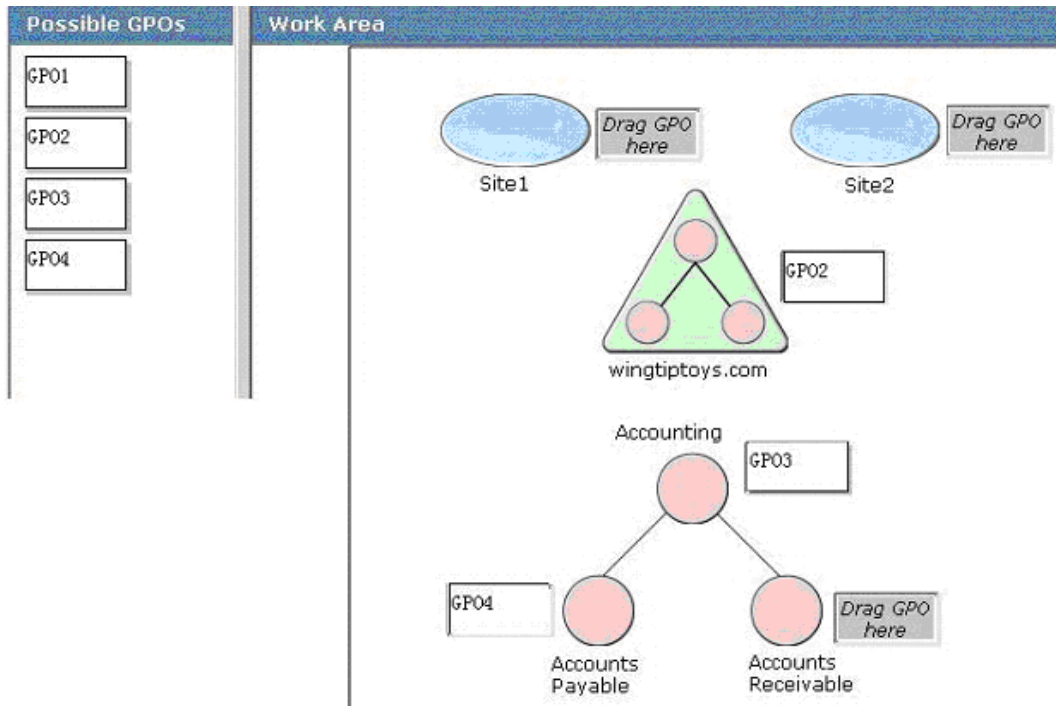 Possible GPOs
Work Area
GPO1
GPO2
GPO3
GPO4
Drag GPO
here
Drag GPO
here
Site1
Site2
GPO2
wingtiptoys.com
Accounting
GPO3
GPO4
Drag GPO
here
Accounts
Payable
Accounts
Receivable